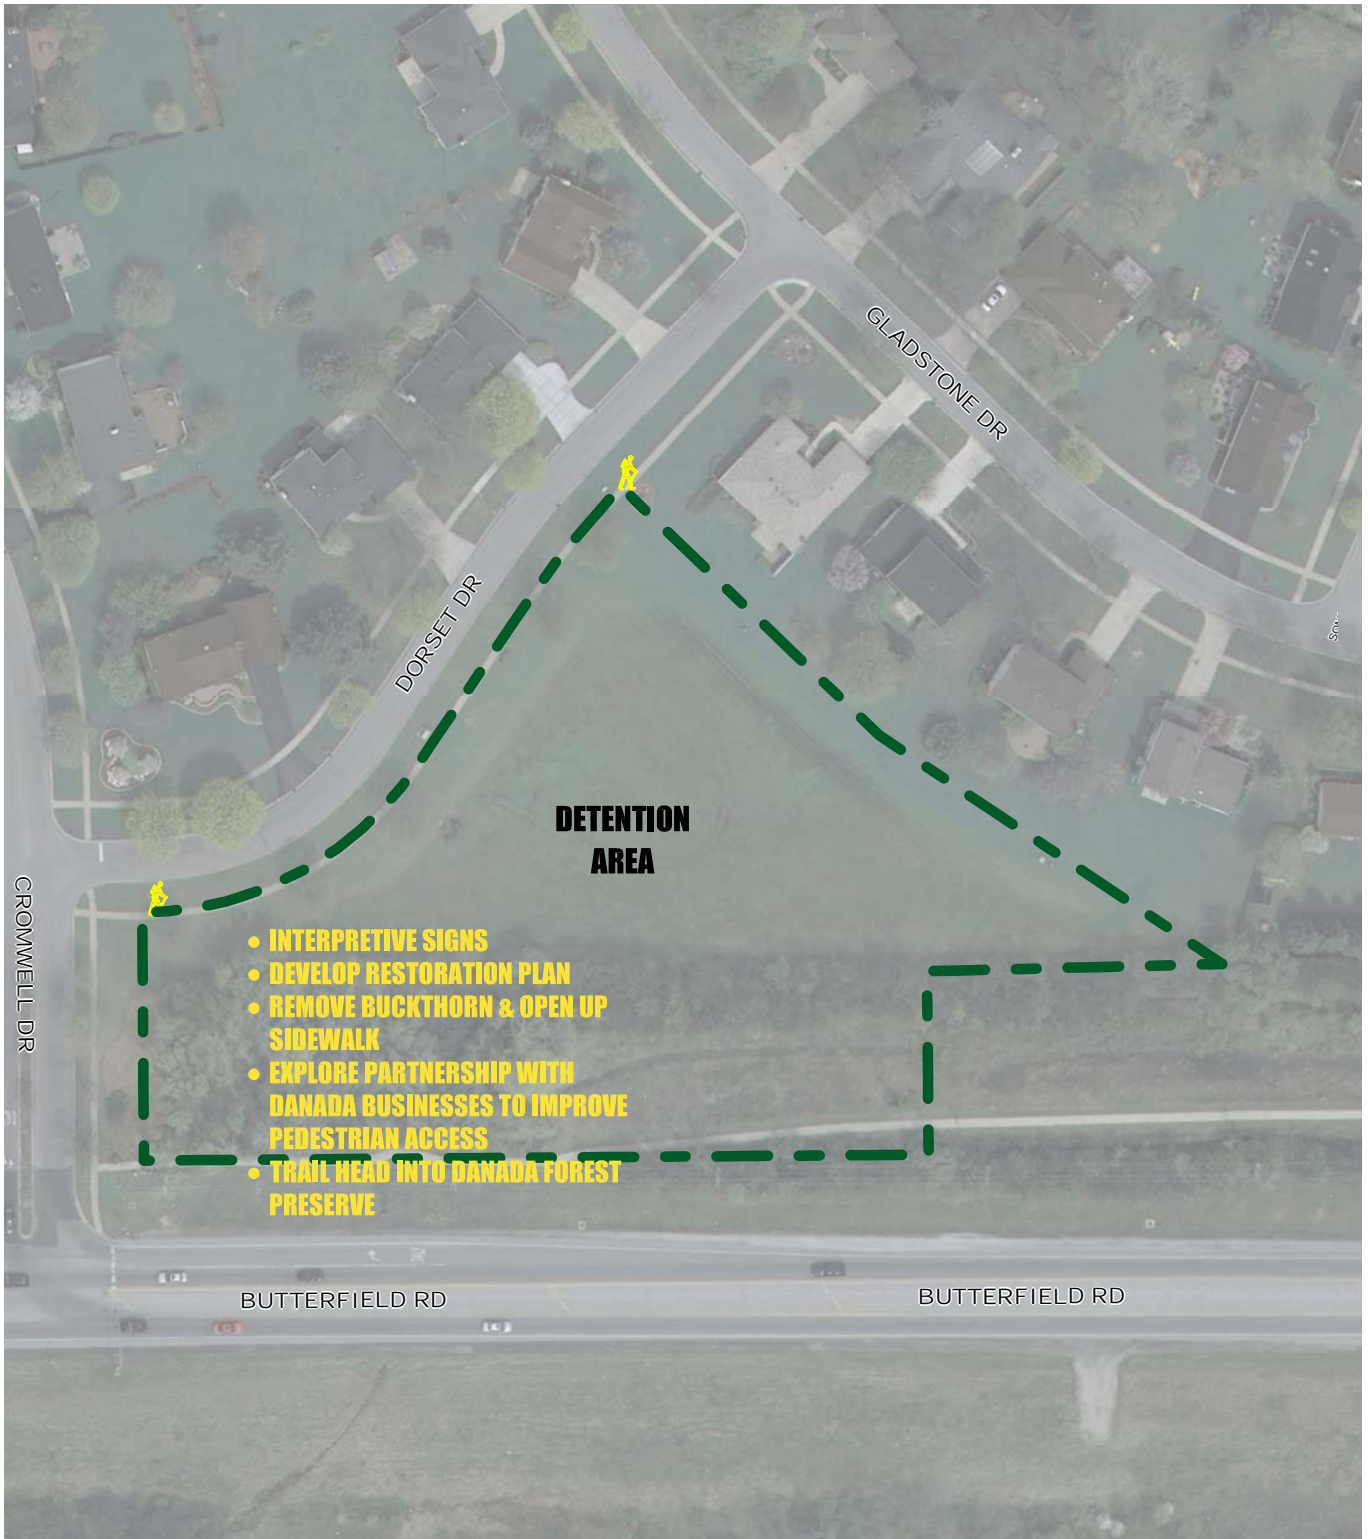 GLADSTONE DR
DORSET DR
DETENTION
AREA
CROMWELL DR
• INTERPRETIVE SIGNS
• DEVELOP RESTORATION PLAN
• REMOVE BUCKTHORN & OPEN UP
SIDEWALK
• EXPLORE PARTNERSHIP WITH
DANADA BUSINESSES TO IMPROVE
PEDESTRIAN ACCESS
• TRAIL HEAD INTO DANADA FOREST
PRESERVE
BUTTERFIELD RD
BUTTERFIELD RD